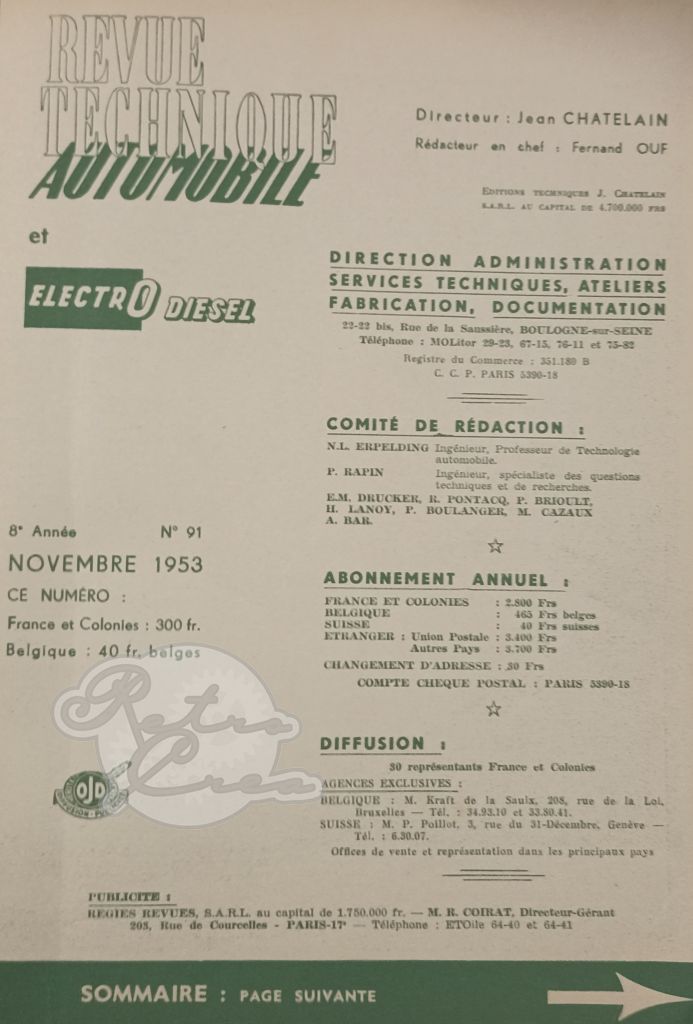 REVUE
TECHNIQUE
AUTOMOBILE
et
ELECTRO DIESEL
8e Année N° 91
NOVEMBRE 1953
CE NUMÉRO :
France et Colonies : 300 fr.
Belgique : 40 fr. belges
Retro
Crea
OJD
Directeur : Jean CHATELAIN
Rédacteur en chef : Fernand OUF
EDITIONS TECHNIQUES J. CHATELAIN
S.A.R.L. AU CAPITAL DE 4.700.000 FRS
DIRECTION ADMINISTRATION
SERVICES TECHNIQUES, ATELIERS
FABRICATION, DOCUMENTATION
22-22 bis, Rue de la Saussière, BOULOGNE-sur-SEINE
Téléphone : MOLitor 29-23, 67-15, 76-11 et 75-82
Registre du Commerce : 351.180 B
C. C. P. PARIS 5390-18
COMITÉ DE RÉDACTION :
N.L. ERPELDING Ingénieur, Professeur de Technologie
automobile.
P. RAPIN Ingénieur, spécialiste des questions
techniques et de recherches.
E.M. DRUCKER, R. PONTACQ, P. BRIOULT,
H. LANOY, P. BOULANGER, M. CAZAUX
A. BAR.
ABONNEMENT ANNUEL :
FRANCE ET COLONIES : 2.800 Frs
BELGIQUE : 465 Frs belges
SUISSE : 40 Frs suisses
ETRANGER : Union Postale : 3.400 Frs
Autres Pays : 3.700 Frs
CHANGEMENT D'ADRESSE : 30 Frs
COMPTE CHEQUE POSTAL : PARIS 5390-18
DIFFUSION :
30 représentants France et Colonies
AGENCES EXCLUSIVES :
BELGIQUE : M. Kraft de la Saulx, 208, rue de la Loi,
Bruxelles — Tél. : 34.93.10 et 33.80.41.
SUISSE : M. P. Poillot, 3, rue du 31-Décembre, Genève —
Tél. : 6.30.07.
Offices de vente et représentation dans les principaux pays
PUBLICITE :
REGIES REVUES, S.A.R.L. au capital de 1.750.000 fr. — M. R. COIRAT, Directeur-Gérant
203, Rue de Courcelles - PARIS-17e — Téléphone : ETOile 64-40 et 64-41
SOMMAIRE : PAGE SUIVANTE